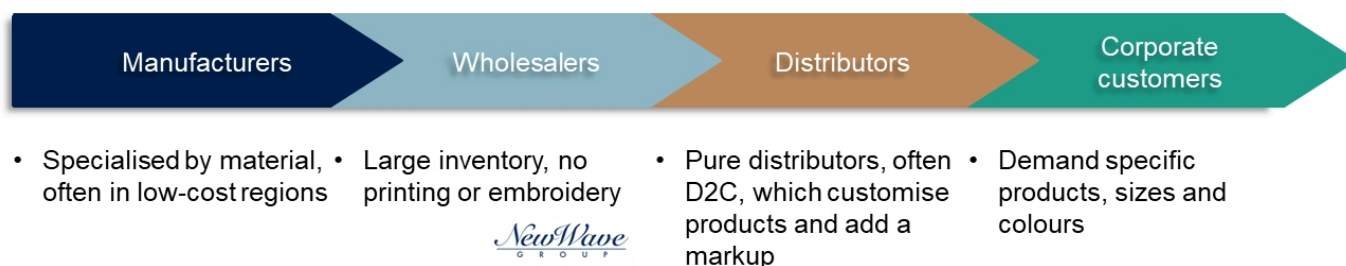 Manufacturers
Wholesalers
Distributors
Corporate
customers
• Specialised by material,
often in low-cost regions
• Large inventory, no
printing or embroidery
NewWave
GROUP
• Pure distributors, often
D2C, which customise
products and add a
markup
• Demand specific
products, sizes and
colours